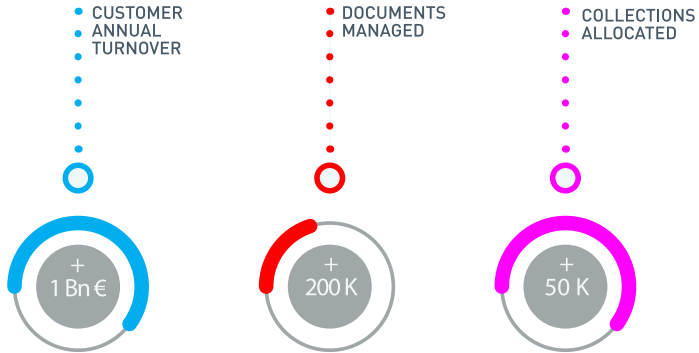 CUSTOMER
ANNUAL
TURNOVER
+
1 Bn €
DOCUMENTS
MANAGED
+
200 K
COLLECTIONS
ALLOCATED
+
50 K